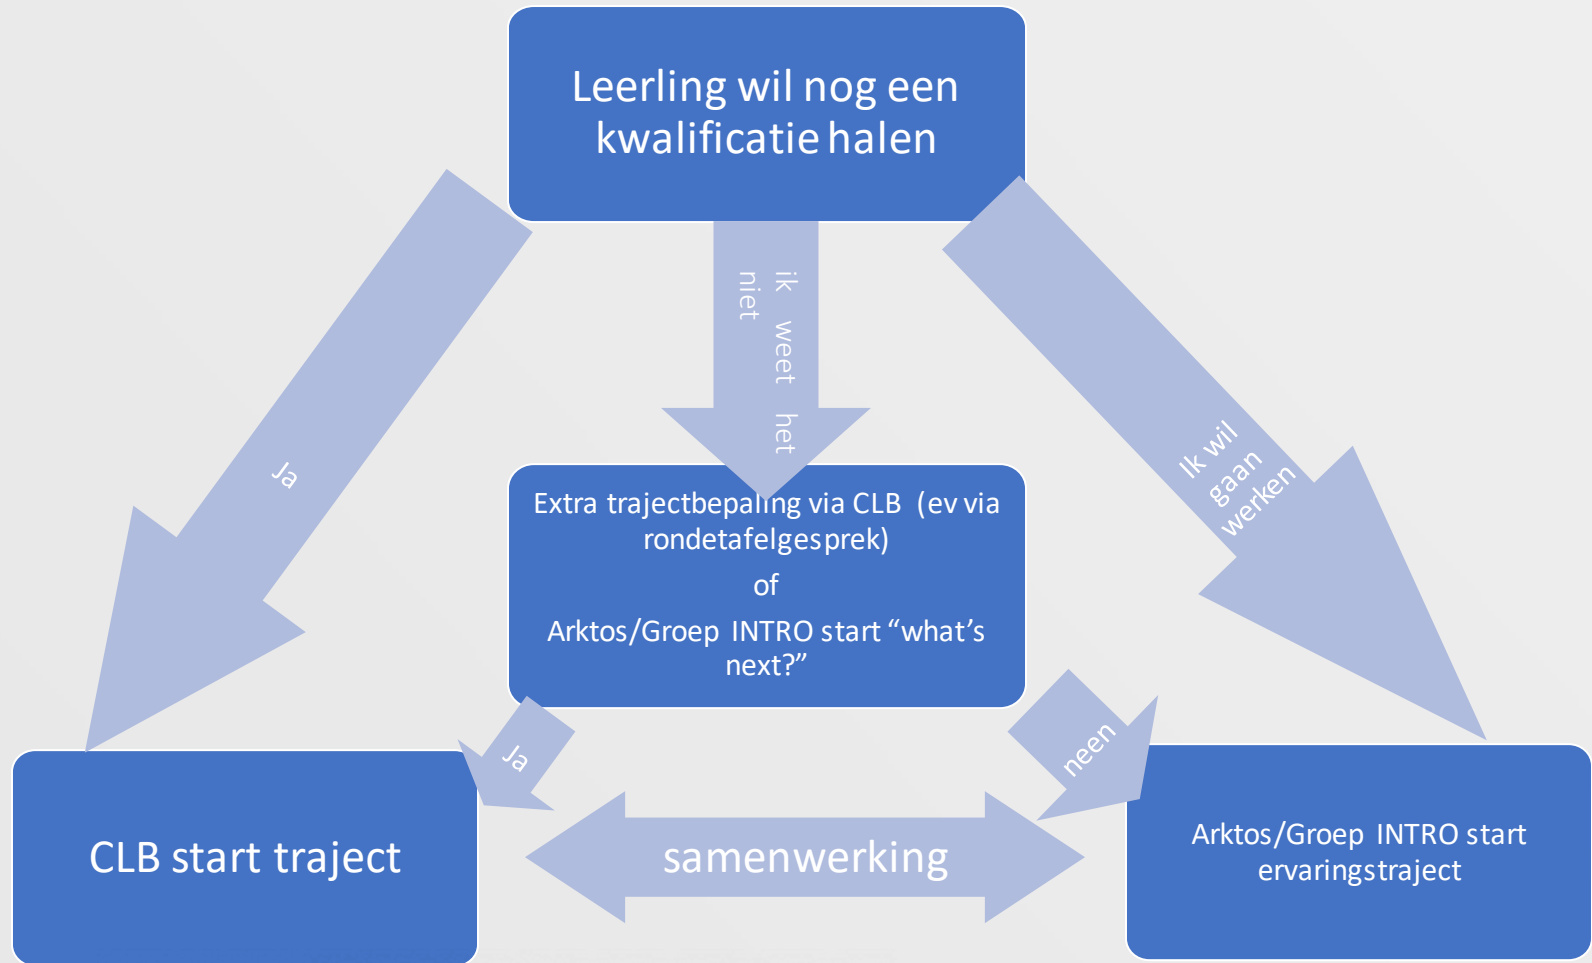 Leerling wil nog een
kwalificatie halen
Ja
ik weet het
niet
Ik wil
gaan
werken
Extra trajectbepaling via CLB (ev via
rondetafelgesprek)
of
Arktos/Groep INTRO start “what’s
next?”
Ja
neen
CLB start traject
samenwerking
Arktos/Groep INTRO start
ervaringstraject